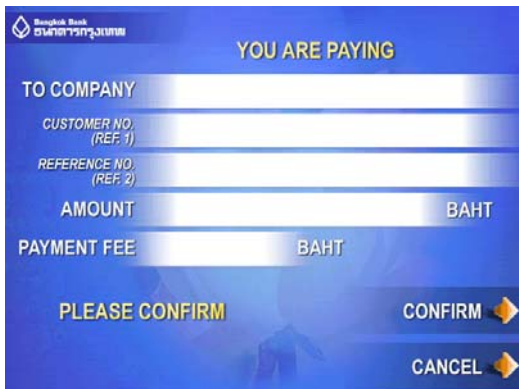 Bangkok Bank
ธนาคารกรุงเทพ
YOU ARE PAYING
TO COMPANY
CUSTOMER NO.
(REF. 1)
REFERENCE NO.
(REF. 2)
AMOUNT BAHT
PAYMENT FEE BAHT
PLEASE CONFIRM
CONFIRM
CANCEL